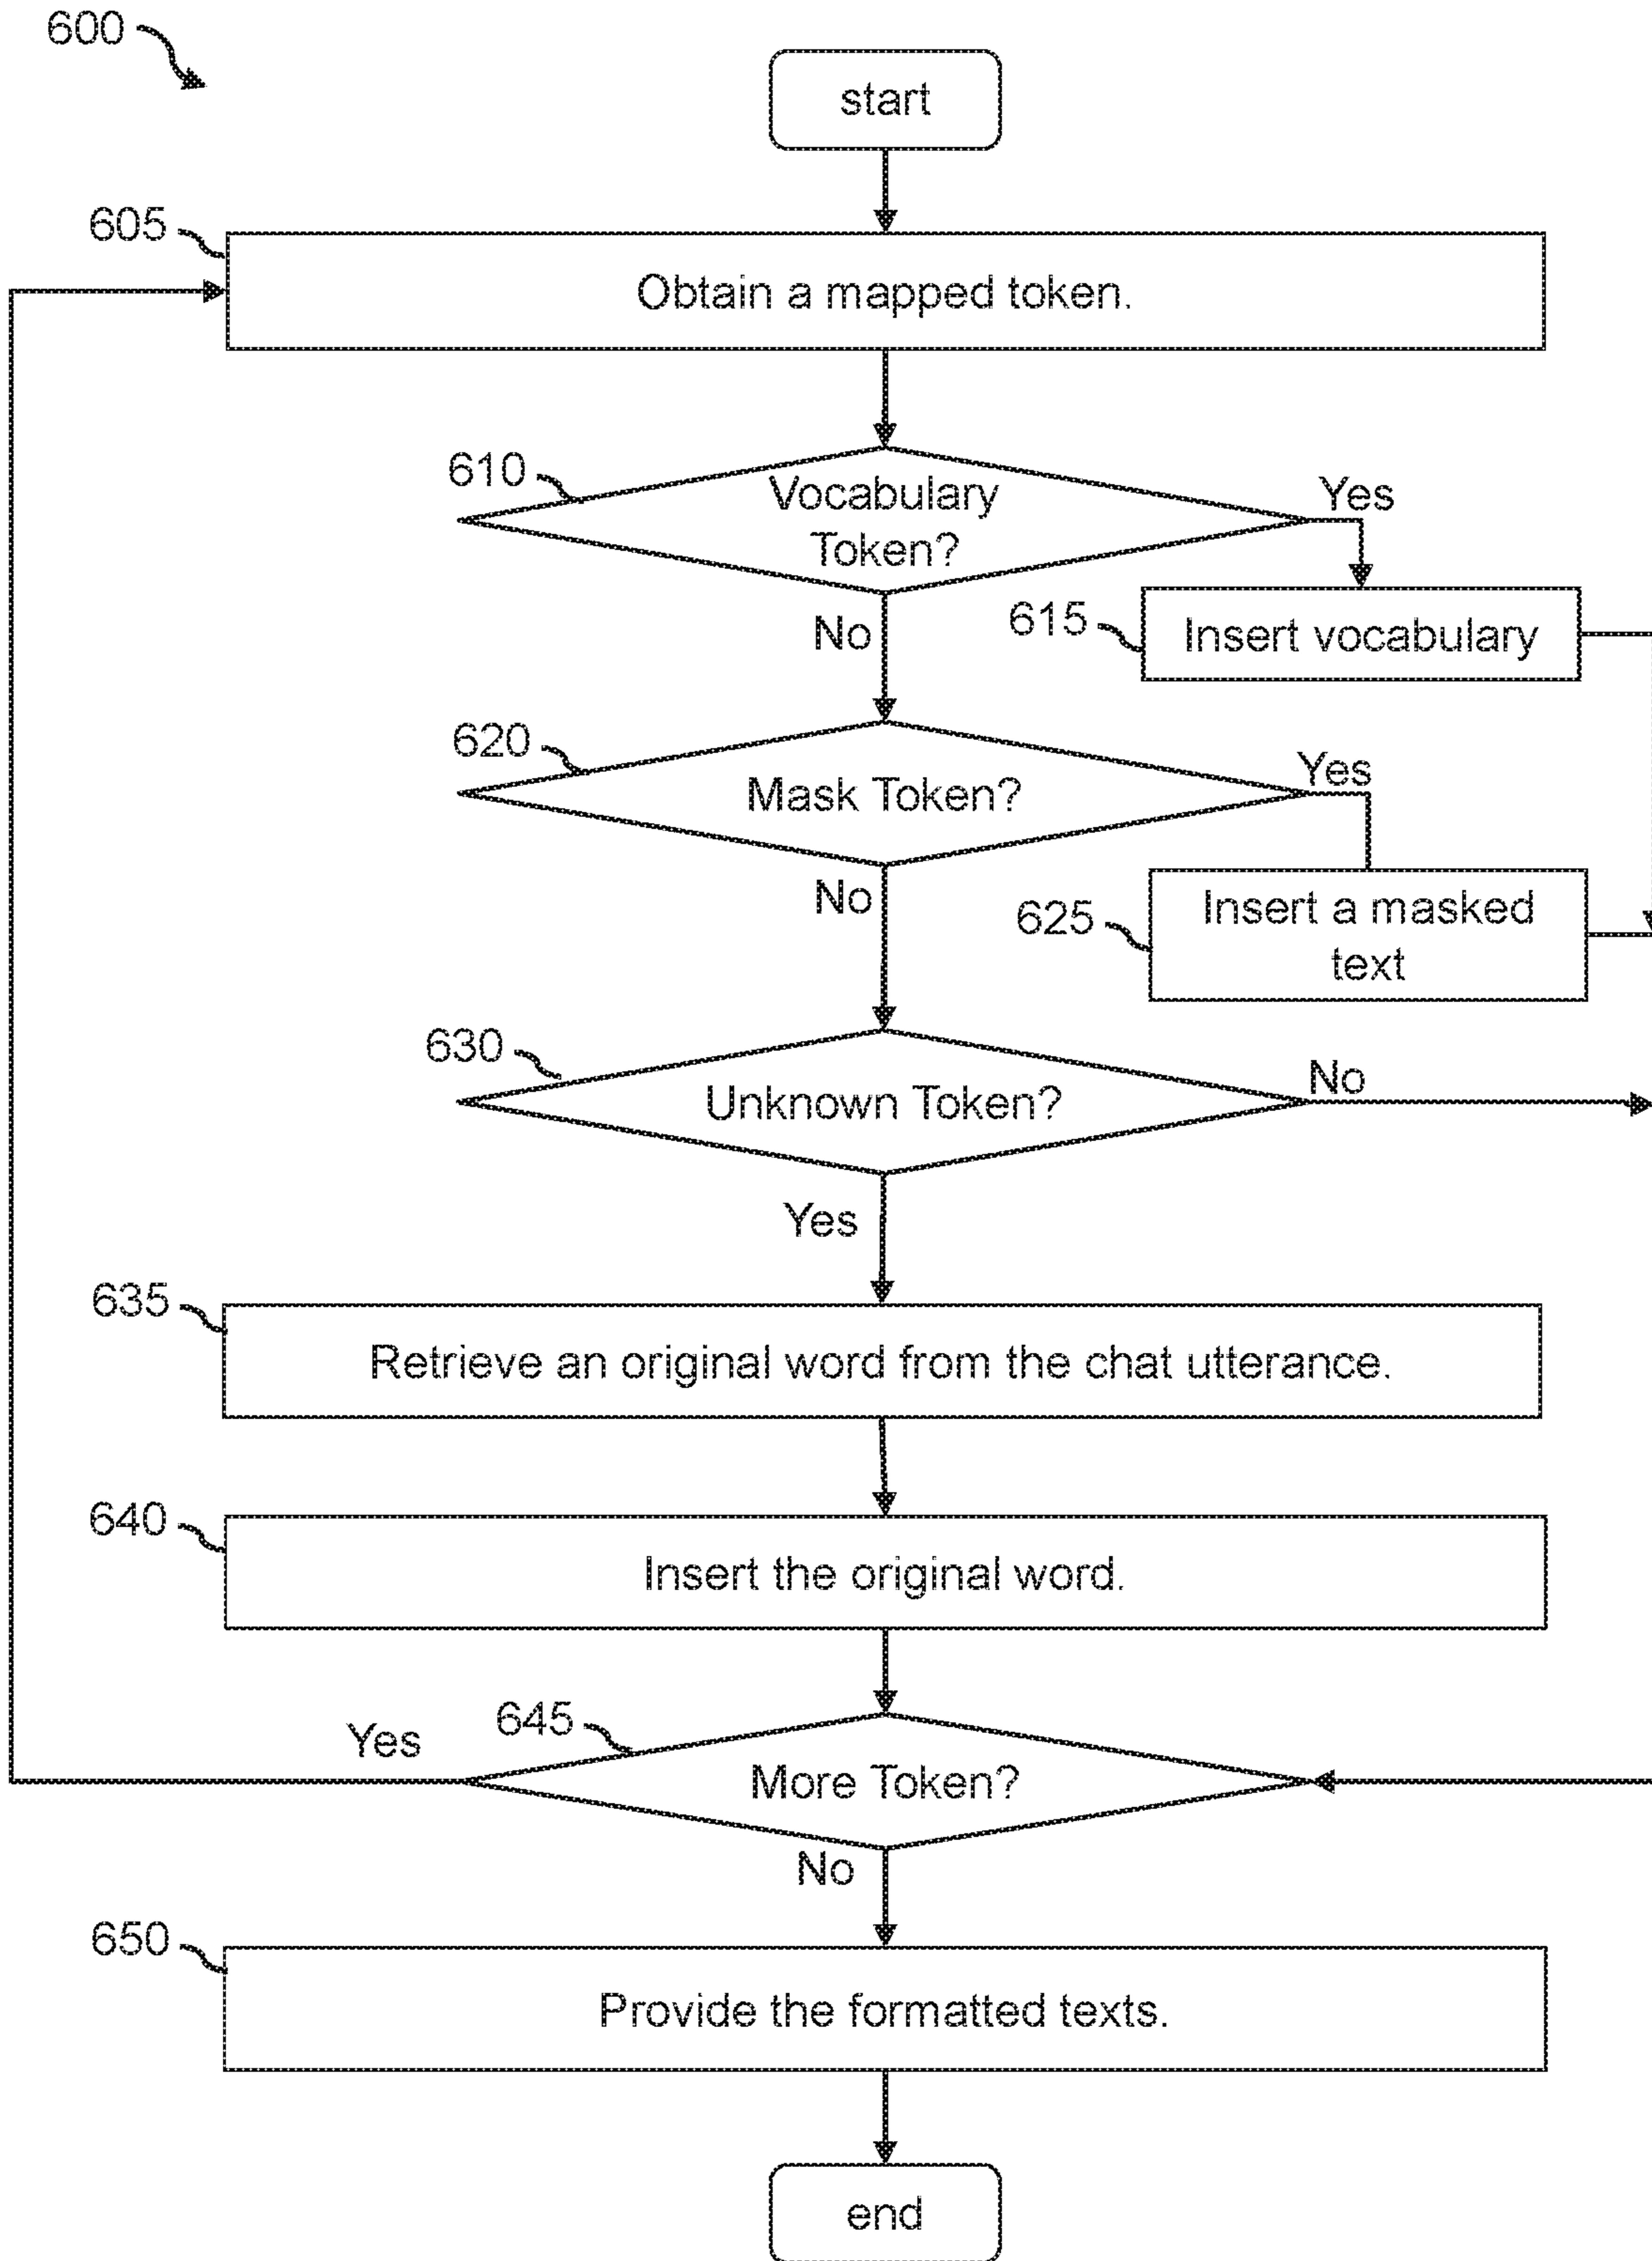 600
start
605
Obtain a mapped token.
610
Vocabulary
Token?
Yes
No
615
Insert vocabulary
620
Mask Token?
Yes
No
625
Insert a masked
text
630
Unknown Token?
No
Yes
635
Retrieve an original word from the chat utterance.
640
Insert the original word.
645
Yes
More Token?
No
650
Provide the formatted texts.
end